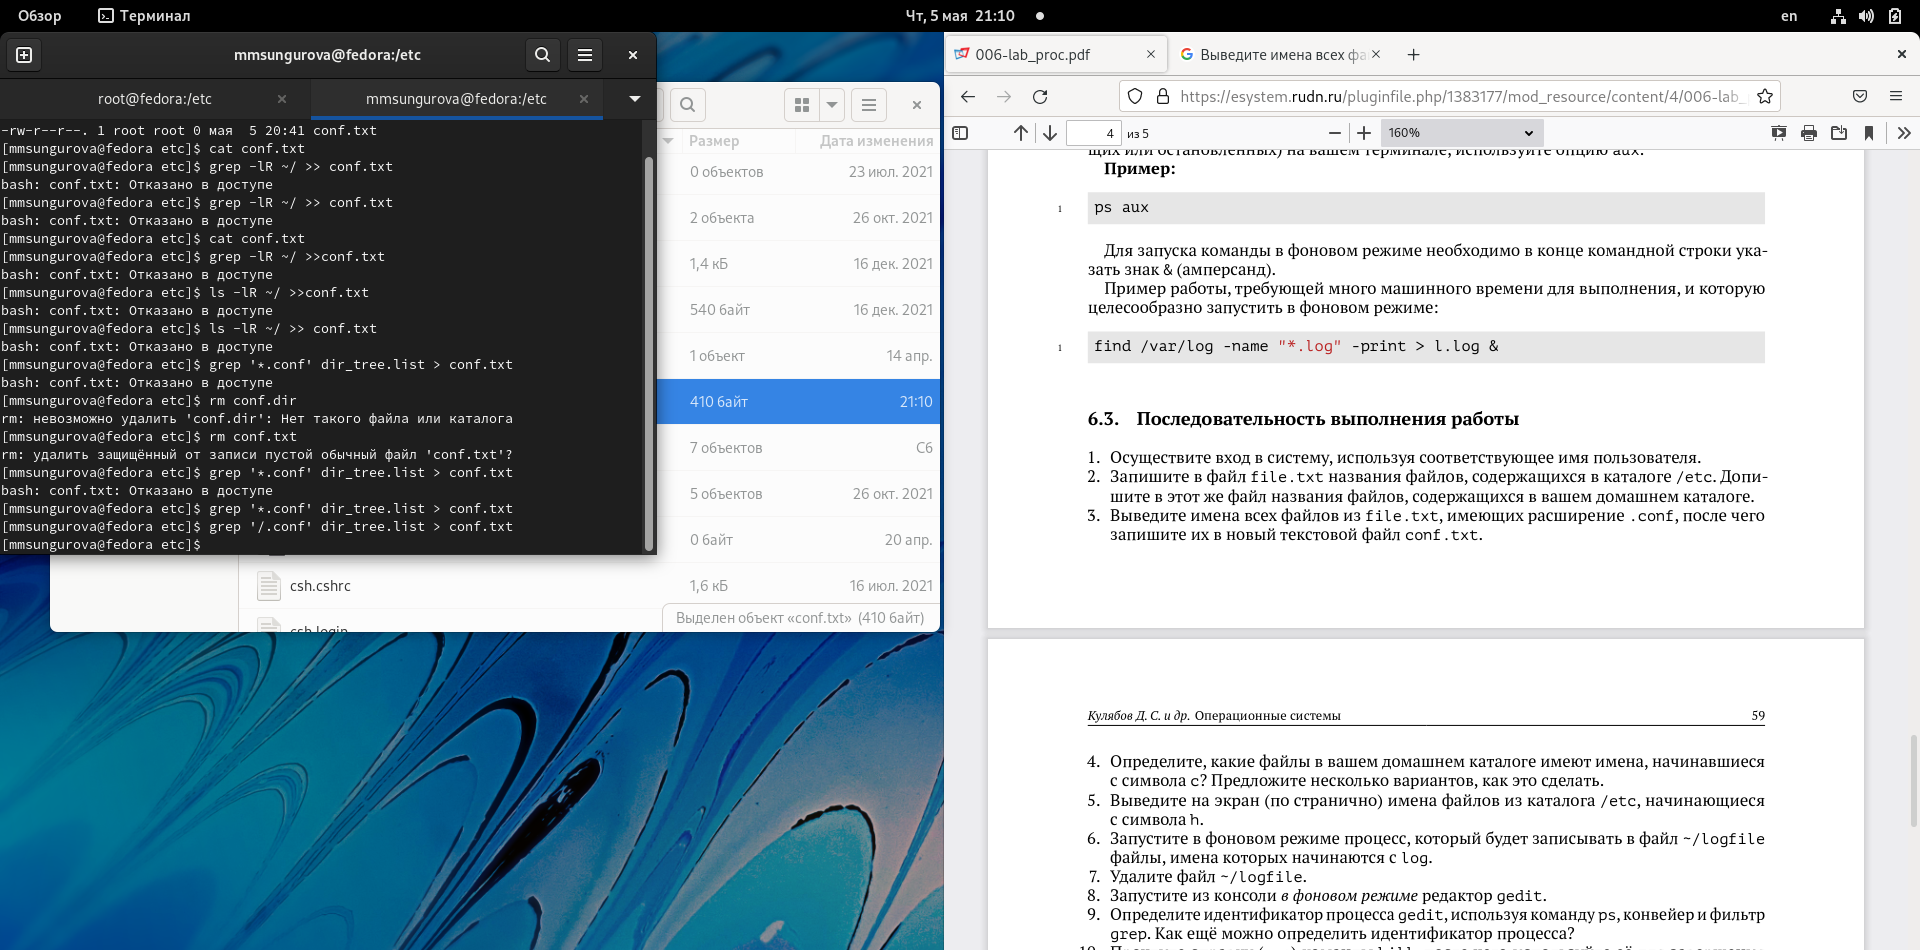 Обзор
Терминал
Чт, 5 мая 21:10
en
mmsungurova@fedora:/etc
root@fedora:/etc
mmsungurova@fedora:/etc
-rw-r--r--. 1 root root 0 мая  5 20:41 conf.txt
[mmsungurova@fedora etc]$ cat conf.txt
[mmsungurova@fedora etc]$ grep -lR ~/ >> conf.txt
bash: conf.txt: Отказано в доступе
[mmsungurova@fedora etc]$ grep -lR ~/ >> conf.txt
bash: conf.txt: Отказано в доступе
[mmsungurova@fedora etc]$ cat conf.txt
[mmsungurova@fedora etc]$ grep -lR ~/ >>conf.txt
bash: conf.txt: Отказано в доступе
[mmsungurova@fedora etc]$ ls -lR ~/ >>conf.txt
bash: conf.txt: Отказано в доступе
[mmsungurova@fedora etc]$ ls -lR ~/ >> conf.txt
bash: conf.txt: Отказано в доступе
[mmsungurova@fedora etc]$ grep '*.conf' dir_tree.list > conf.txt
bash: conf.txt: Отказано в доступе
[mmsungurova@fedora etc]$ rm conf.dir
rm: невозможно удалить 'conf.dir': Нет такого файла или каталога
[mmsungurova@fedora etc]$ rm conf.txt
rm: удалить защищённый от записи пустой обычный файл 'conf.txt'?
[mmsungurova@fedora etc]$ grep '*.conf' dir_tree.list > conf.txt
bash: conf.txt: Отказано в доступе
[mmsungurova@fedora etc]$ grep '*.conf' dir_tree.list > conf.txt
[mmsungurova@fedora etc]$ grep '/.conf' dir_tree.list > conf.txt
[mmsungurova@fedora etc]$
Размер Дата изменения
0 объектов 23 июл. 2021
2 объекта 26 окт. 2021
1,4 кБ 16 дек. 2021
540 байт 16 дек. 2021
1 объект 14 апр.
410 байт 21:10
7 объектов Сб
5 объектов 26 окт. 2021
0 байт 20 апр.
csh.cshrc 1,6 кБ 16 июл. 2021
csh.login
Выделен объект «conf.txt» (410 байт)
006-lab_proc.pdf
Выведите имена всех фа
https://esystem.rudn.ru/pluginfile.php/1383177/mod_resource/content/4/006-lab_
4 из 5
160%
щих или остановленных) на вашем терминале, используйте опцию aux.
Пример:
1 ps aux
Для запуска команды в фоновом режиме необходимо в конце командной строки ука-
зать знак & (амперсанд).
Пример работы, требующей много машинного времени для выполнения, и которую
целесообразно запустить в фоновом режиме:
1 find /var/log -name "*.log" -print > l.log &
6.3. Последовательность выполнения работы
1. Осуществите вход в систему, используя соответствующее имя пользователя.
2. Запишите в файл file.txt названия файлов, содержащихся в каталоге /etc. Допи-
шите в этот же файл названия файлов, содержащихся в вашем домашнем каталоге.
3. Выведите имена всех файлов из file.txt, имеющих расширение .conf, после чего
запишите их в новый текстовой файл conf.txt.
Кулябов Д. С. и др. Операционные системы 59
4. Определите, какие файлы в вашем домашнем каталоге имеют имена, начинавшиеся
с символа c? Предложите несколько вариантов, как это сделать.
5. Выведите на экран (по странично) имена файлов из каталога /etc, начинающиеся
с символа h.
6. Запустите в фоновом режиме процесс, который будет записывать в файл ~/logfile
файлы, имена которых начинаются с log.
7. Удалите файл ~/logfile.
8. Запустите из консоли в фоновом режиме редактор gedit.
9. Определите идентификатор процесса gedit, используя команду ps, конвейер и фильтр
grep. Как ещё можно определить идентификатор процесса?